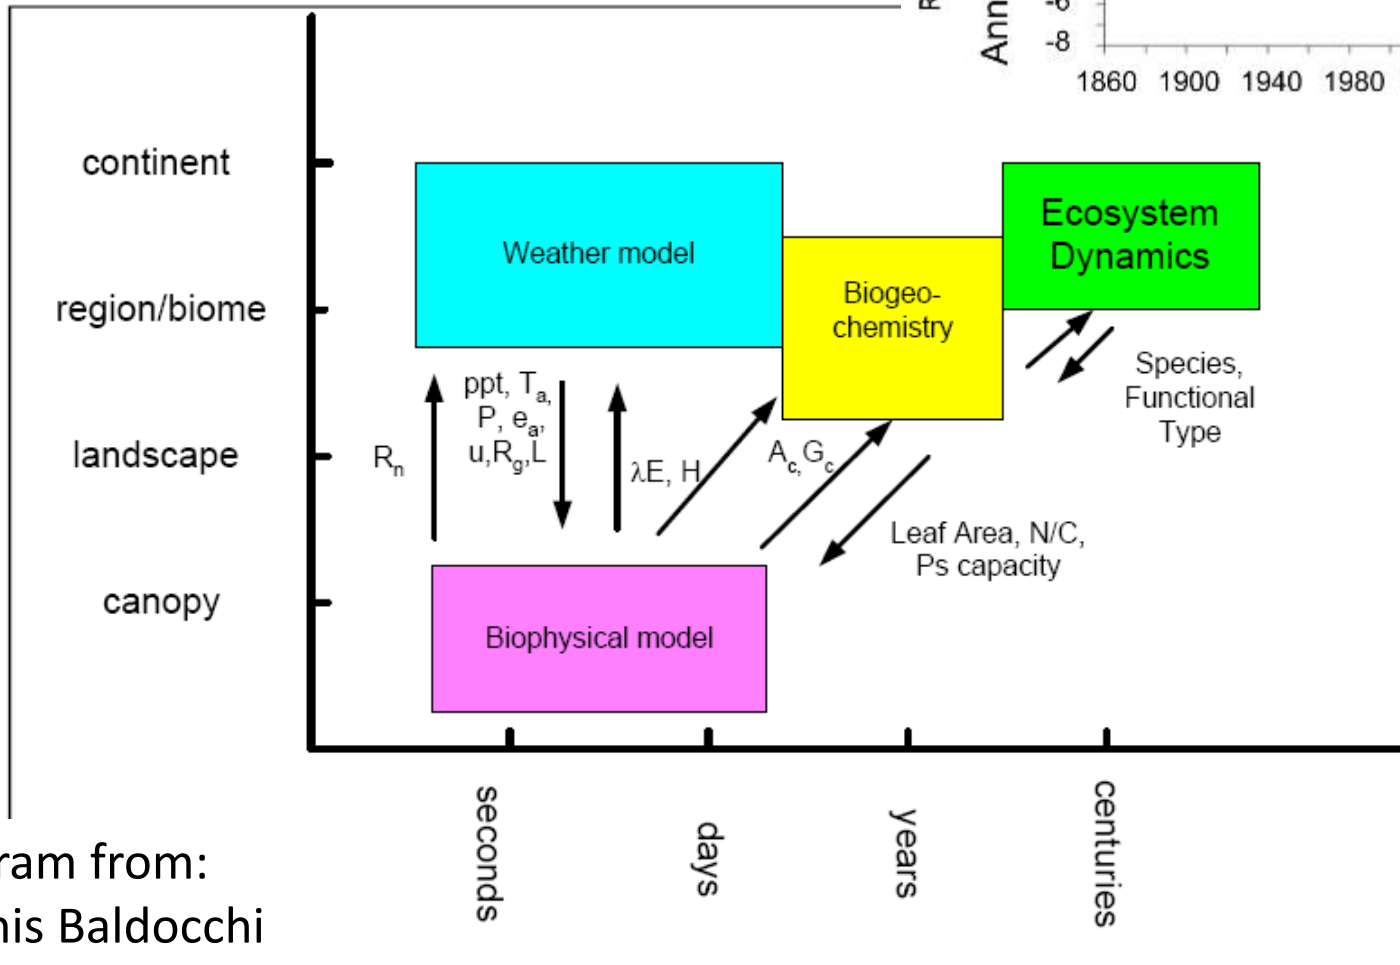 Ann
-6
-8
1860 1900 1940 1980
continent
region/biome
landscape
canopy
Weather model
Biogeo-
chemistry
Ecosystem
Dynamics
Rn
ppt, Ta,
P, ea,
u,Rg,L
λE, H
Ac,Gc
Species,
Functional
Type
Leaf Area, N/C,
Ps capacity
Biophysical model
seconds
days
years
centuries
ram from:
nis Baldocchi